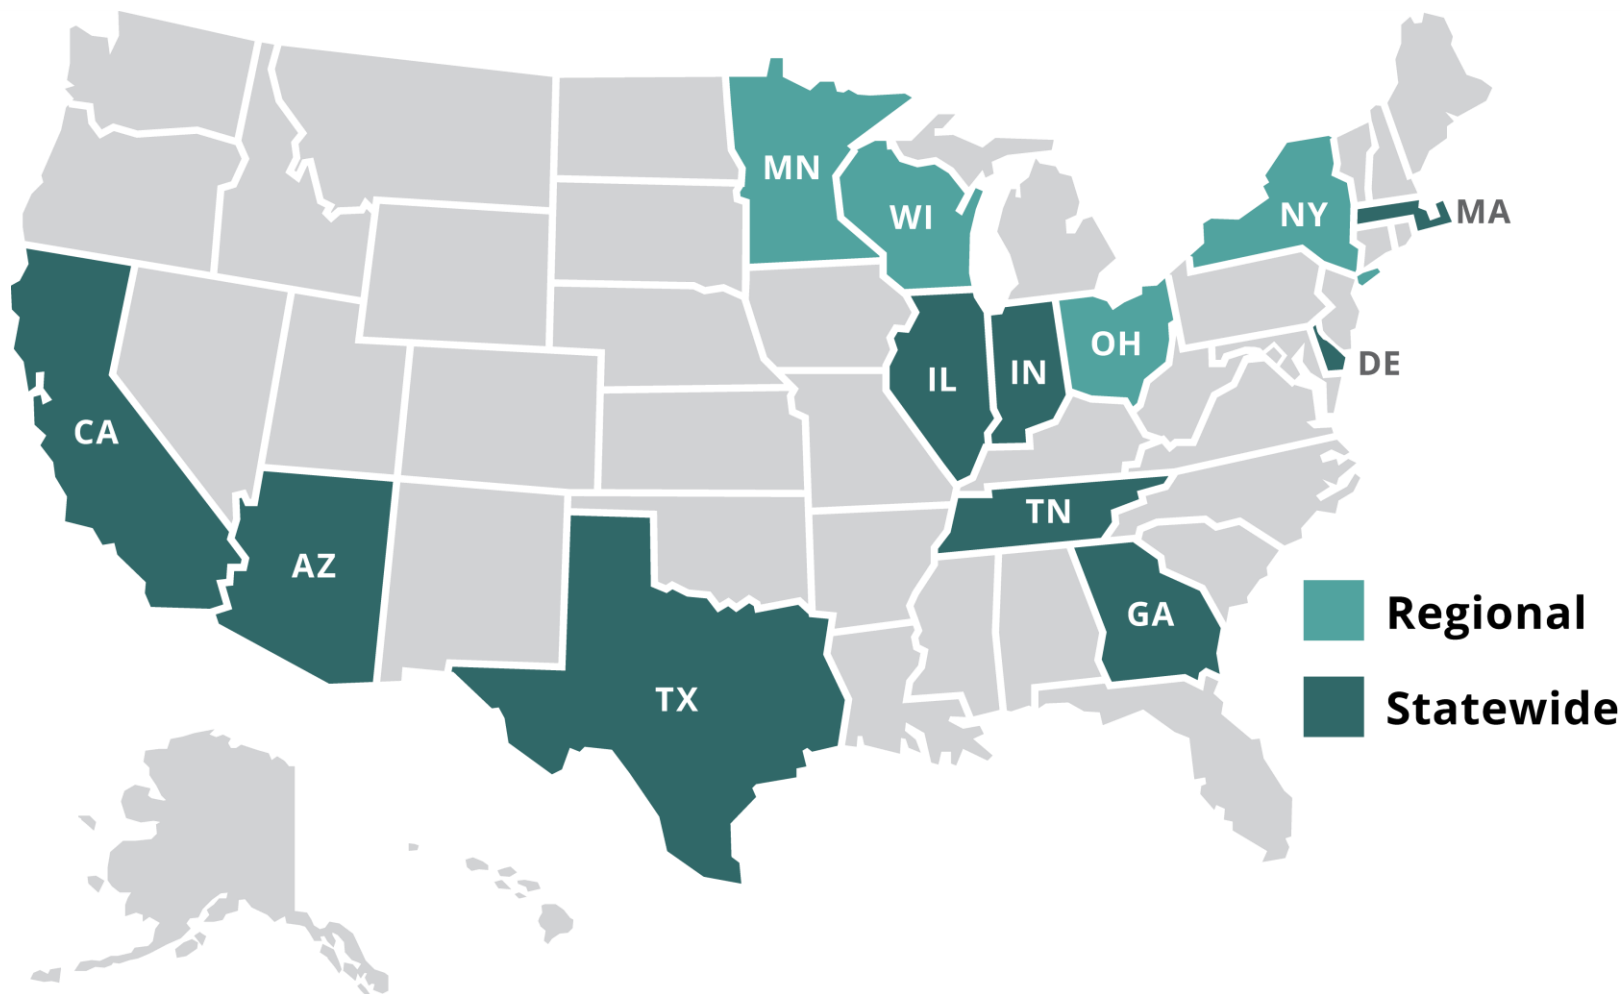 MN
WI
NY
MA
OH
DE
IL
IN
CA
TN
AZ
GA
TX
Regional
Statewide